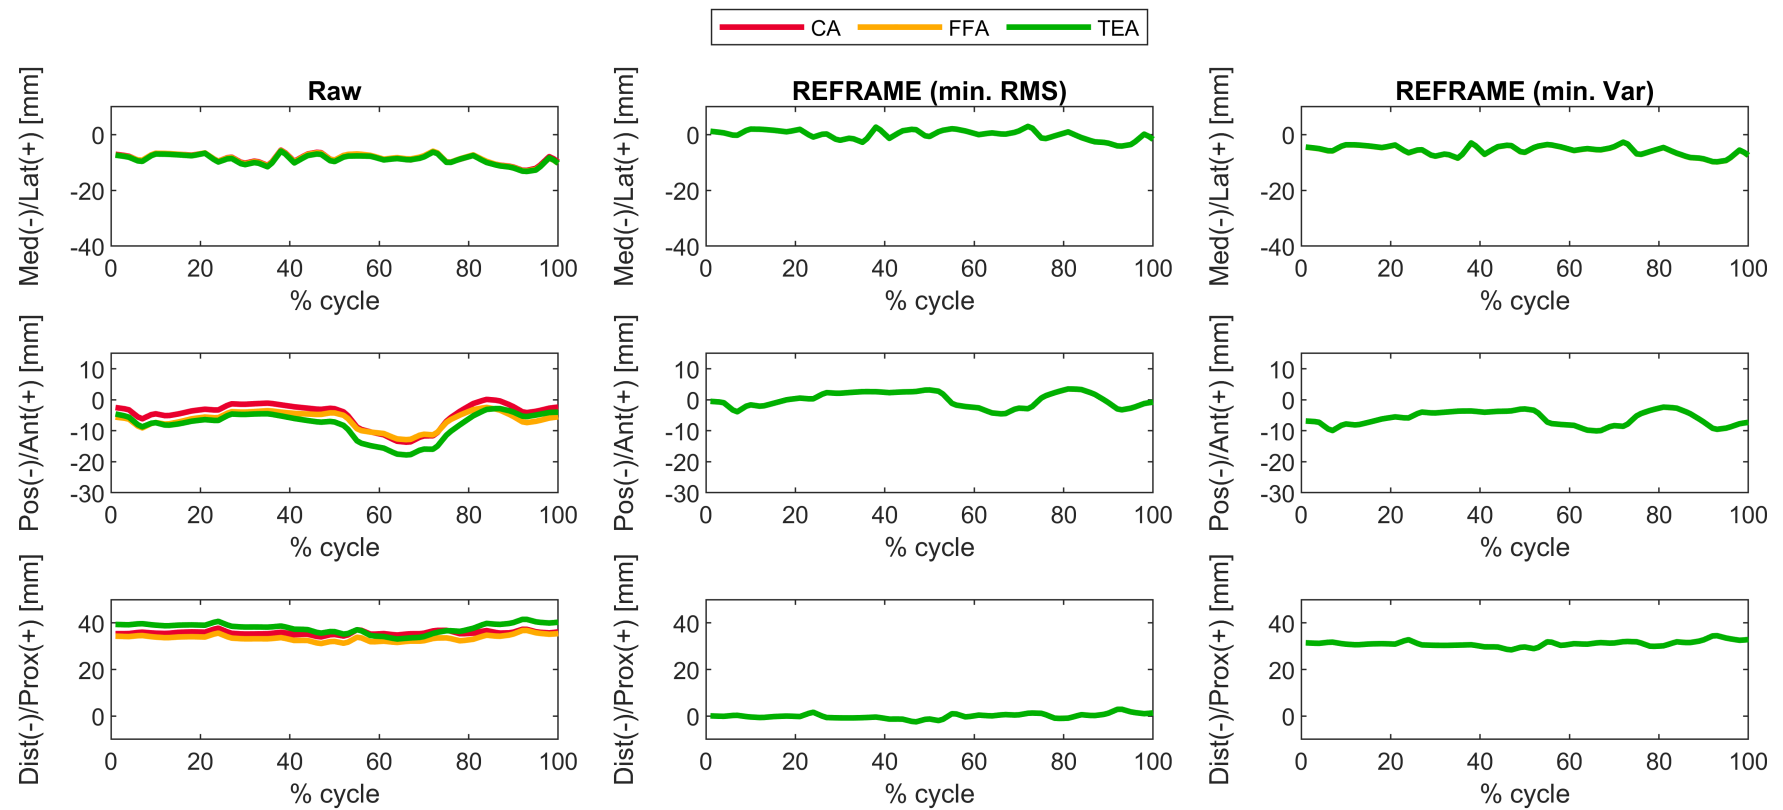 CA FFA TEA
Raw REFRAME (min. RMS) REFRAME (min. Var)
Med(-)/Lat(+) [mm] Med(-)/Lat(+) [mm] Med(-)/Lat(+) [mm]
0 0 0
-20 -20 -20
-40 -40 -40
0 20 40 60 80 100 0 20 40 60 80 100 0 20 40 60 80 100
% cycle % cycle % cycle
Pos(-)/Ant(+) [mm] Pos(-)/Ant(+) [mm] Pos(-)/Ant(+) [mm]
10 10 10
0 0 0
-10 -10 -10
-20 -20 -20
-30 -30 -30
0 20 40 60 80 100 0 20 40 60 80 100 0 20 40 60 80 100
% cycle % cycle % cycle
Dist(-)/Prox(+) [mm] Dist(-)/Prox(+) [mm] Dist(-)/Prox(+) [mm]
40 40 40
20 20 20
0 0 0
0 20 40 60 80 100 0 20 40 60 80 100 0 20 40 60 80 100
% cycle % cycle % cycle